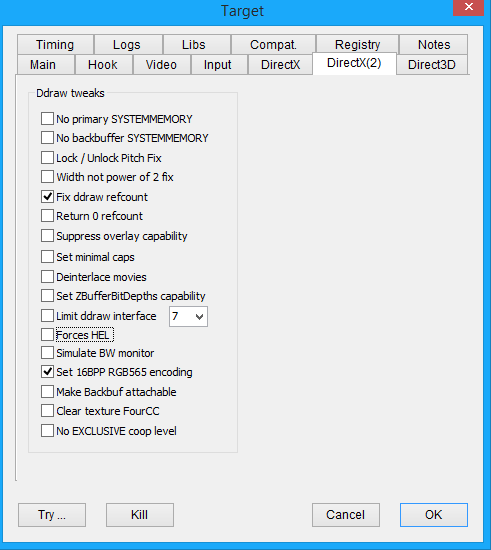 Target
Timing Logs Libs Compat. Registry Notes
Main Hook Video Input DirectX DirectX(2) Direct3D
Ddraw tweaks
No primary SYSTEMMEMORY
No backbuffer SYSTEMMEMORY
Lock / Unlock Pitch Fix
Width not power of 2 fix
Fix ddraw refcount
Return 0 refcount
Suppress overlay capability
Set minimal caps
Deinterlace movies
Set ZBufferBitDepths capability
Limit ddraw interface 7
Forces HEL
Simulate BW monitor
Set 16BPP RGB565 encoding
Make Backbuf attachable
Clear texture FourCC
No EXCLUSIVE coop level
Try ... Kill Cancel OK